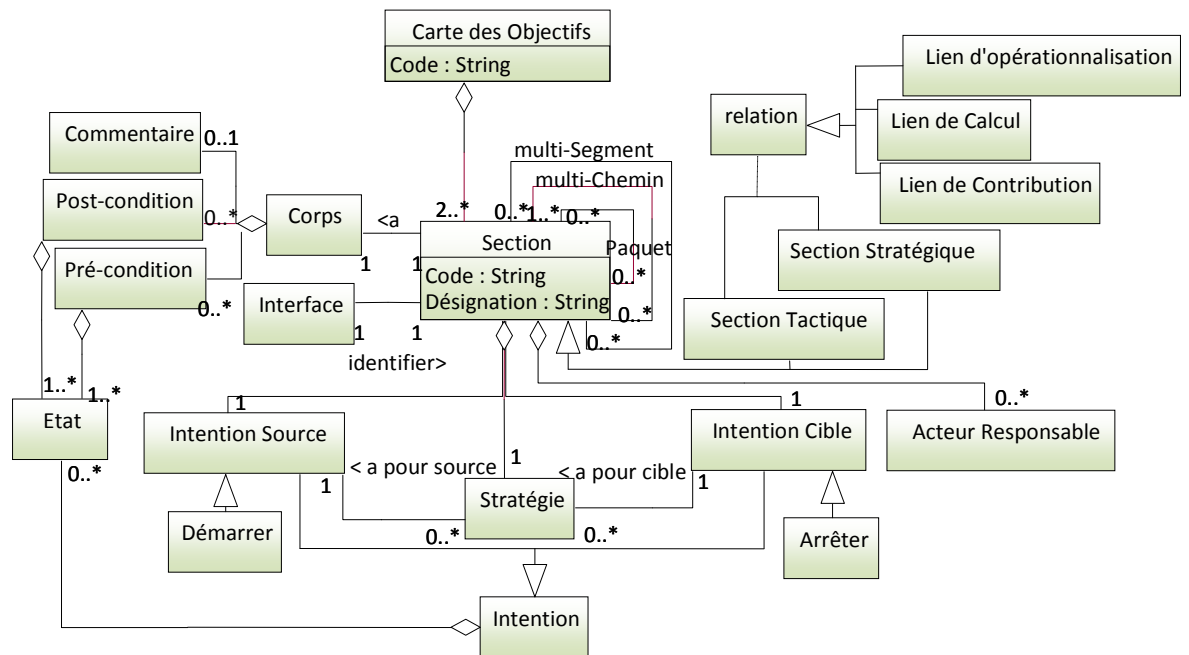 Carte des Objectifs
Code : String
Lien d'opérationnalisation
relation
Lien de Calcul
Lien de Contribution
Commentaire
0..1
multi-Segment
multi-Chemin
Post-condition
0..*
Corps
<a
2..*
0..*
1..*
0..*
Section
Code : String
Désignation : String
Paquet
0..*
0..*
0..*
1
1
Pré-condition
0..*
Interface
1
1
identifier>
Section Stratégique
Section Tactique
1..*
1..*
Etat
0..*
1
Intention Source
1
Intention Cible
0..*
Acteur Responsable
< a pour source
1
1
< a pour cible
1
Stratégie
0..*
0..*
Démarrer
Arrêter
Intention